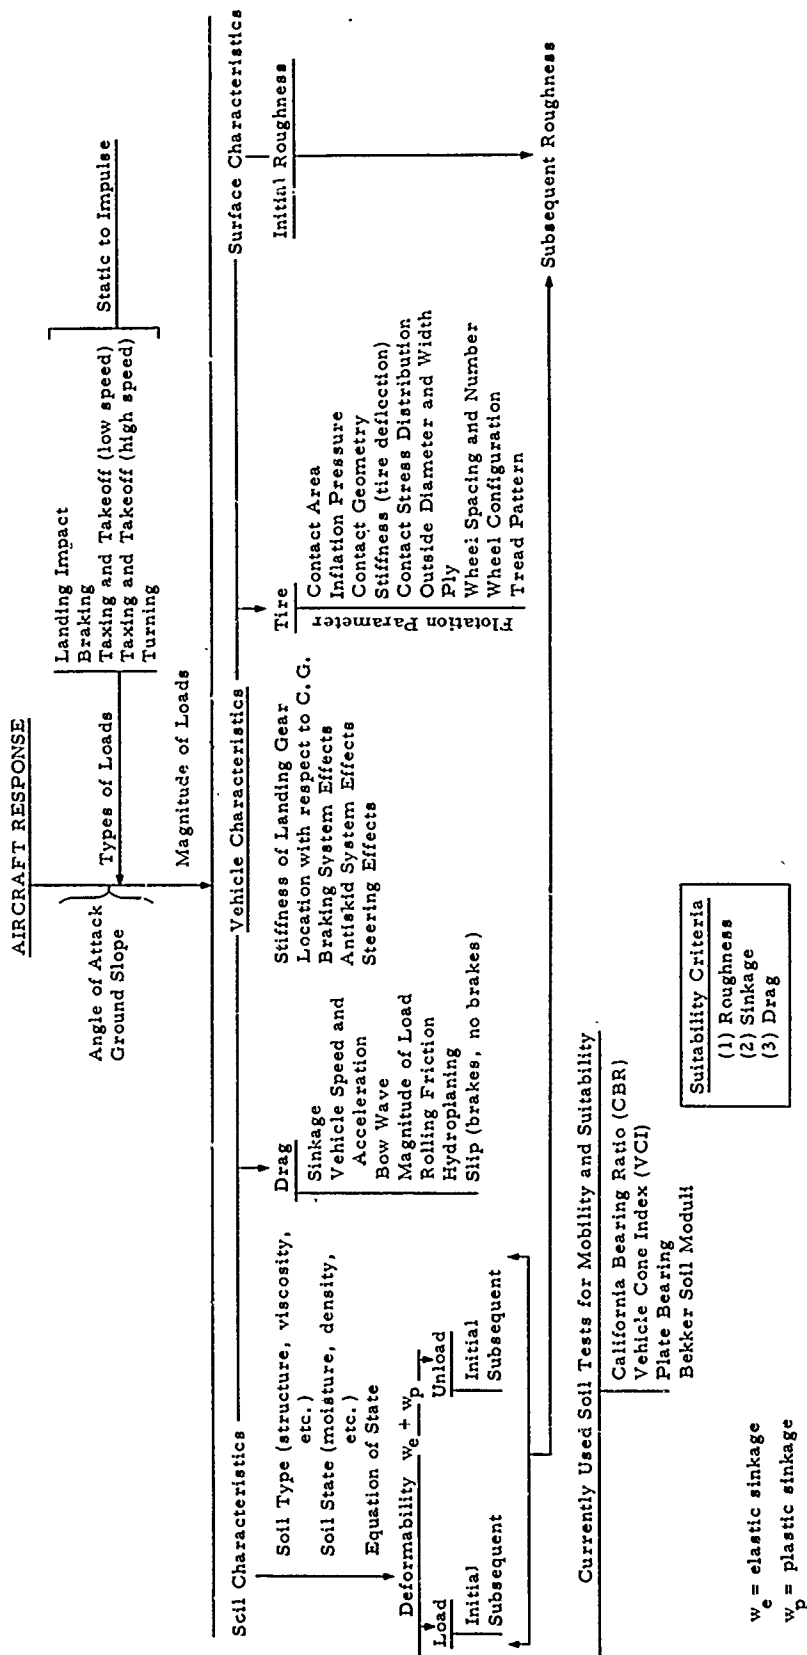 AIRCRAFT RESPONSE
Angle of Attack
Ground Slope
Types of Loads
Landing Impact
Braking
Taxing and Takeoff (low speed)
Taxing and Takeoff (high speed)
Turning
Static to Impulse
Magnitude of Loads
Soil Characteristics
Vehicle Characteristics
Surface Characteristics
Soil Type (structure, viscosity,
etc.)
Soil State (moisture, density,
etc.)
Equation of State
Deformability w_e + w_p
Load
Initial
Subsequent
Unload
Initial
Subsequent
Drag
Sinkage
Vehicle Speed and
Acceleration
Bow Wave
Magnitude of Load
Rolling Friction
Hydroplaning
Slip (brakes, no brakes)
Stiffness of Landing Gear
Location with respect to C.G.
Braking System Effects
Antiskid System Effects
Steering Effects
Tire
Flotation Parameter
Contact Area
Inflation Pressure
Contact Geometry
Stiffness (tire deflection)
Contact Stress Distribution
Outside Diameter and Width
Ply
Wheel Spacing and Number
Wheel Configuration
Tread Pattern
Initial Roughness
Subsequent Roughness
Currently Used Soil Tests for Mobility and Suitability
California Bearing Ratio (CBR)
Vehicle Cone Index (VCI)
Plate Bearing
Bekker Soil Moduli
Suitability Criteria
(1) Roughness
(2) Sinkage
(3) Drag
w_e = elastic sinkage
w_p = plastic sinkage